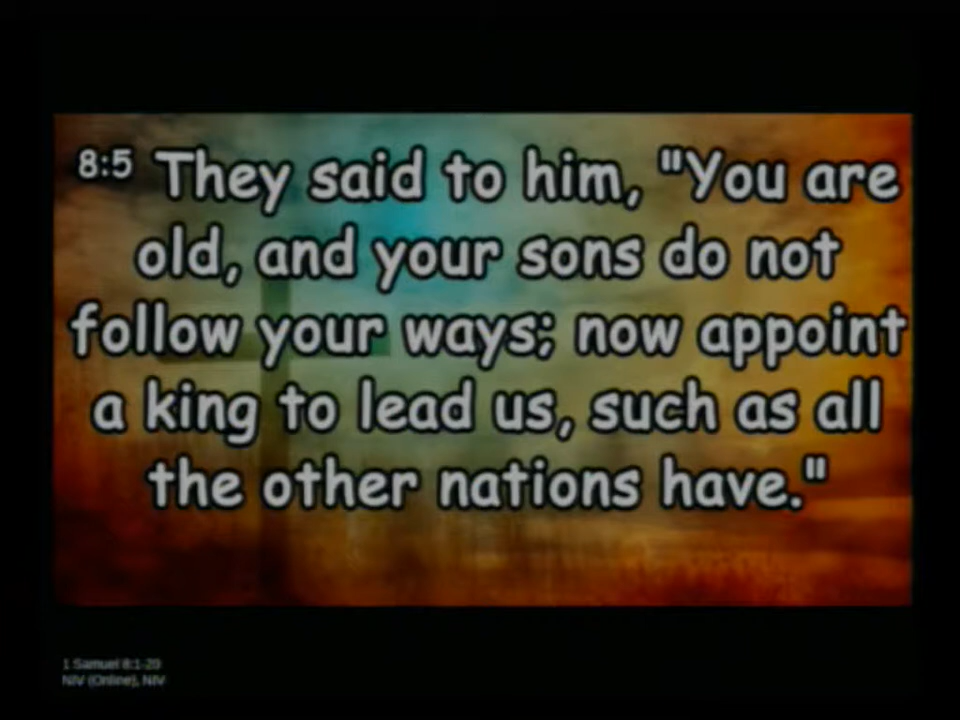 8:5 They said to him, "You are
old, and your sons do not
follow your ways; now appoint
a king to lead us, such as all
the other nations have."
1 Samuel 8:1-20
NIV (Online), NIV